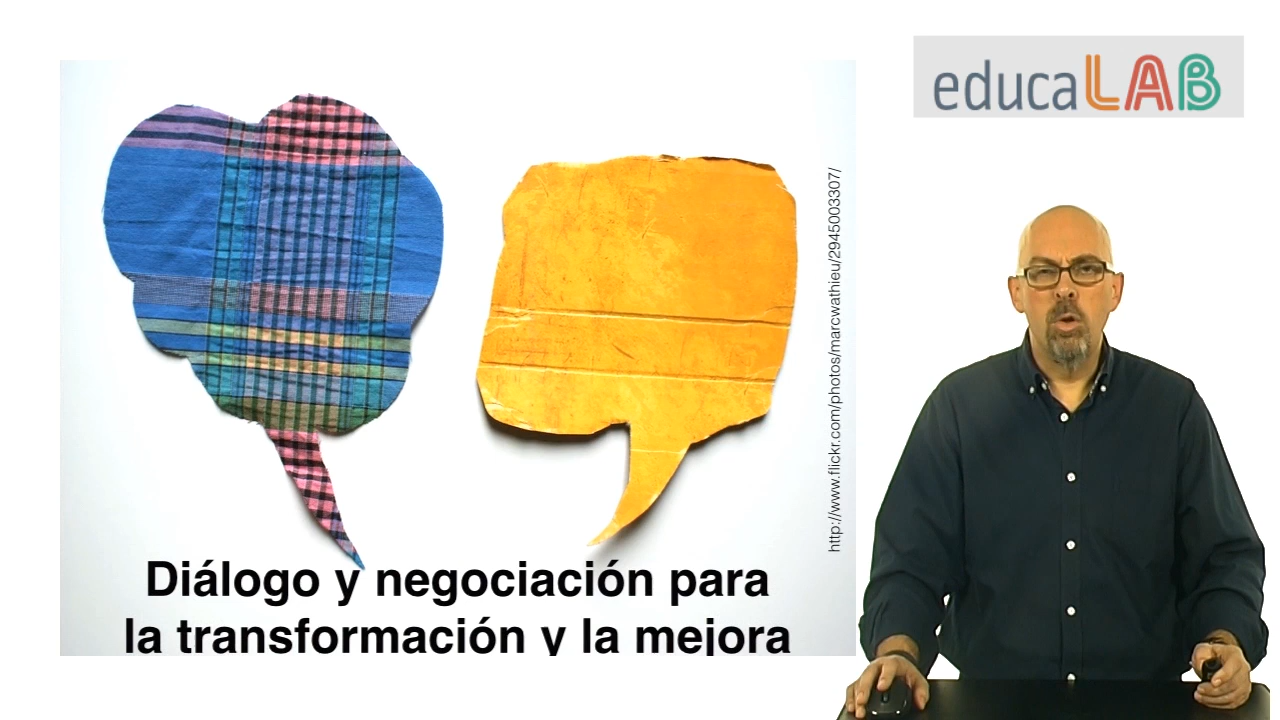 educaLAB
http://www.flickr.com/photos/marcwathieu/2945003307/
Diálogo y negociación para
la transformación y la mejora